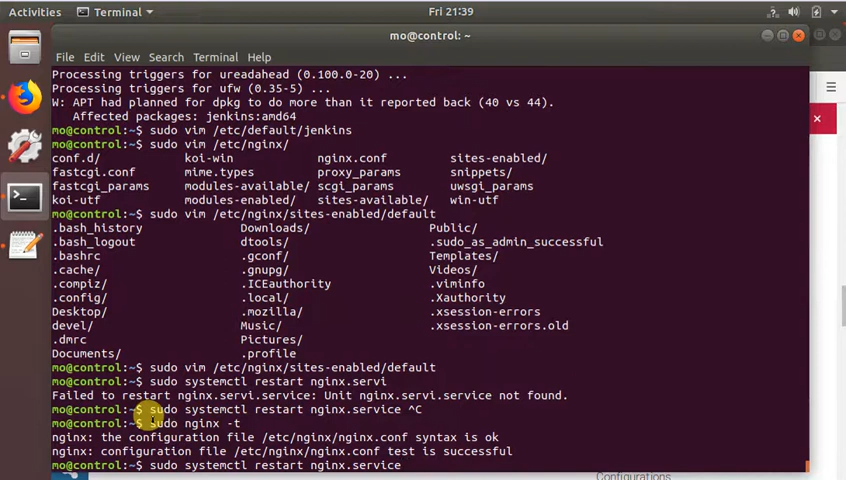 Activities
Terminal
Fri 21:39
mo@control: ~
File Edit View Search Terminal Help
Processing triggers for ureadahead (0.100.0-20) ...
Processing triggers for ufw (0.35-5) ...
W: APT had planned for dpkg to do more than it reported back (40 vs 44).
Affected packages: jenkins:amd64
mo@control:~$ sudo vim /etc/default/jenkins
mo@control:~$ sudo vim /etc/nginx/
conf.d/ koi-win nginx.conf sites-enabled/
fastcgi.conf mime.types proxy_params snippets/
fastcgi_params modules-available/ scgi_params uwsgi_params
koi-utf modules-enabled/ sites-available/ win-utf
mo@control:~$ sudo vim /etc/nginx/sites-enabled/default
.bash_history Downloads/ Public/
.bash_logout dtools/ .sudo_as_admin_successful
.bashrc .gconf/ Templates/
.cache/ .gnupg/ Videos/
.compiz/ .ICEauthority .viminfo
.config/ .local/ .Xauthority
Desktop/ .mozilla/ .xsession-errors
devel/ Music/ .xsession-errors.old
.dmrc Pictures/
Documents/ .profile
mo@control:~$ sudo vim /etc/nginx/sites-enabled/default
mo@control:~$ sudo systemctl restart nginx.servi
Failed to restart nginx.servi.service: Unit nginx.servi.service not found.
mo@control:~$ sudo systemctl restart nginx.service ^C
mo@control:~$ sudo nginx -t
nginx: the configuration file /etc/nginx/nginx.conf syntax is ok
nginx: configuration file /etc/nginx/nginx.conf test is successful
mo@control:~$ sudo systemctl restart nginx.service
Configurations